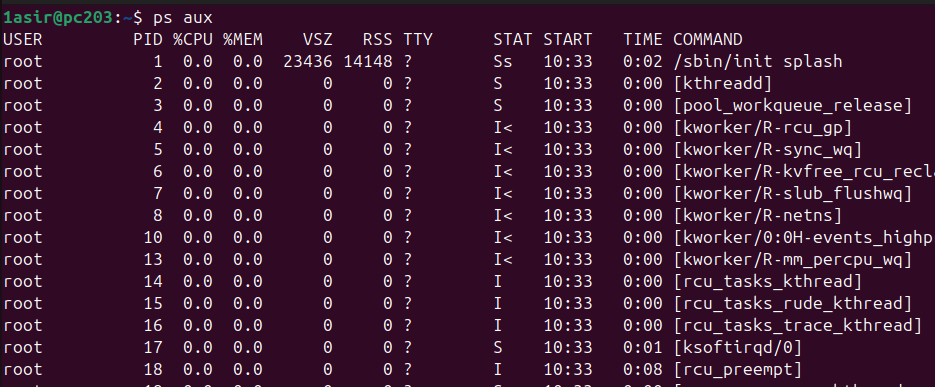 1asir@pc203:~$ ps aux
USER PID %CPU %MEM VSZ RSS TTY STAT START TIME COMMAND
root 1 0.0 0.0 23436 14148 ? Ss 10:33 0:02 /sbin/init splash
root 2 0.0 0.0 0 0 ? S 10:33 0:00 [kthreadd]
root 3 0.0 0.0 0 0 ? S 10:33 0:00 [pool_workqueue_release]
root 4 0.0 0.0 0 0 ? I< 10:33 0:00 [kworker/R-rcu_gp]
root 5 0.0 0.0 0 0 ? I< 10:33 0:00 [kworker/R-sync_wq]
root 6 0.0 0.0 0 0 ? I< 10:33 0:00 [kworker/R-kvfree_rcu_recla
root 7 0.0 0.0 0 0 ? I< 10:33 0:00 [kworker/R-slub_flushwq]
root 8 0.0 0.0 0 0 ? I< 10:33 0:00 [kworker/R-netns]
root 10 0.0 0.0 0 0 ? I< 10:33 0:00 [kworker/0:0H-events_highp
root 13 0.0 0.0 0 0 ? I< 10:33 0:00 [kworker/R-mm_percpu_wq]
root 14 0.0 0.0 0 0 ? I 10:33 0:00 [rcu_tasks_kthread]
root 15 0.0 0.0 0 0 ? I 10:33 0:00 [rcu_tasks_rude_kthread]
root 16 0.0 0.0 0 0 ? I 10:33 0:00 [rcu_tasks_trace_kthread]
root 17 0.0 0.0 0 0 ? S 10:33 0:01 [ksoftirqd/0]
root 18 0.0 0.0 0 0 ? I 10:33 0:08 [rcu_preempt]